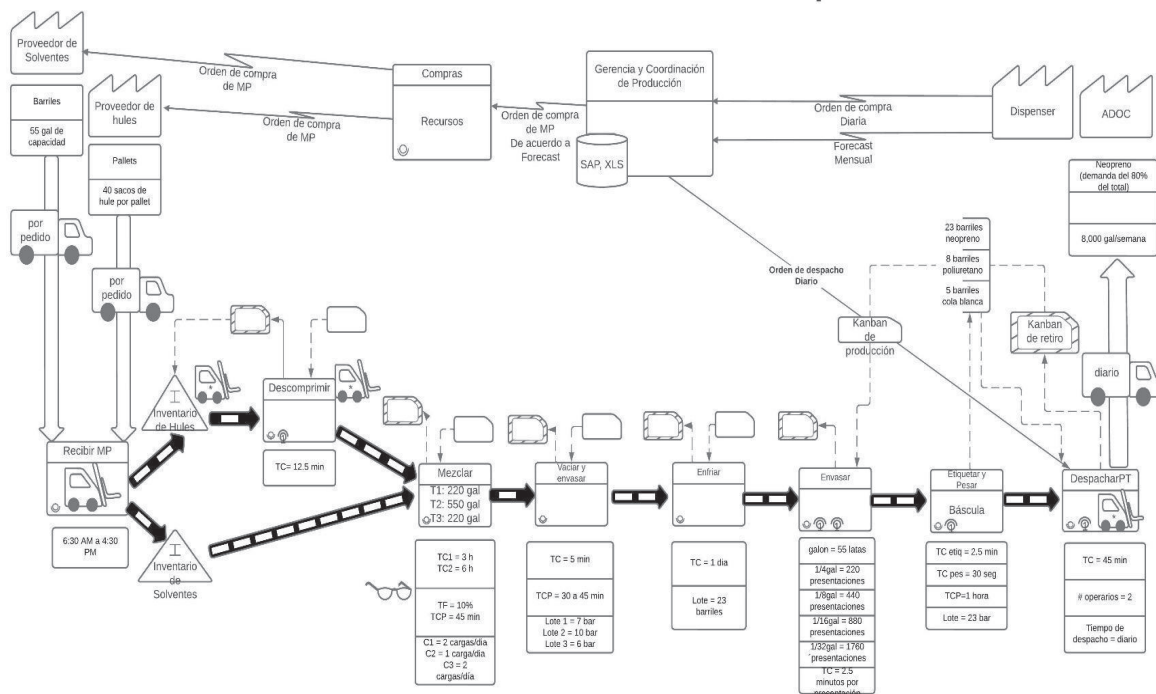 Proveedor de
Solventes
Barriles
55 gal de
capacidad
por
pedido
Proveedor de
hules
Pallets
40 sacos de
hule por pallet
por
pedido
Orden de compra
de MP
Orden de compra
de MP
Compras
Recursos
Orden de compra
de MP
De acuerdo a
Forecast
Gerencia y Coordinación
de Producción
SAP, XLS
Orden de compra
Diaria
Forecast
Mensual
Dispenser
ADOC
Neopreno
(demanda del 80%
del total)
8,000 gal/semana
diario
23 barriles
neopreno
8 barriles
poliuretano
5 barriles
cola blanca
Orden de despacho
Diario
Kanban
de
producción
Kanban
de retiro
Recibir MP
6:30 AM a 4:30
PM
I
Inventario
de Hules
I
Inventario
de
Solventes
Descomprimir
TC= 12.5 min
Mezclar
T1: 220 gal
T2: 550 gal
T3: 220 gal
TC1 = 3 h
TC2 = 6 h
TF = 10%
TCP = 45 min
C1 = 2 cargas/dia
C2 = 1 carga/dia
C3 = 2
cargas/día
Vaciar y
envasar
TC = 5 min
TCP = 30 a 45 min
Lote 1 = 7 bar
Lote 2 = 10 bar
Lote 3 = 6 bar
Enfriar
TC = 1 dia
Lote = 23
barriles
Envasar
galon = 55 latas
1/4gal = 220
presentaciones
1/8gal = 440
presentaciones
1/16gal = 880
presentaciones
1/32gal = 1760
presentaciones
TC = 2.5
minutos por
presentación
Etiquetar y
Pesar
Báscula
TC etiq = 2.5 min
TC pes = 30 seg
TCP=1 hora
Lote = 23 bar
DespacharPT
TC = 45 min
# operarios = 2
Tiempo de
despacho = diario